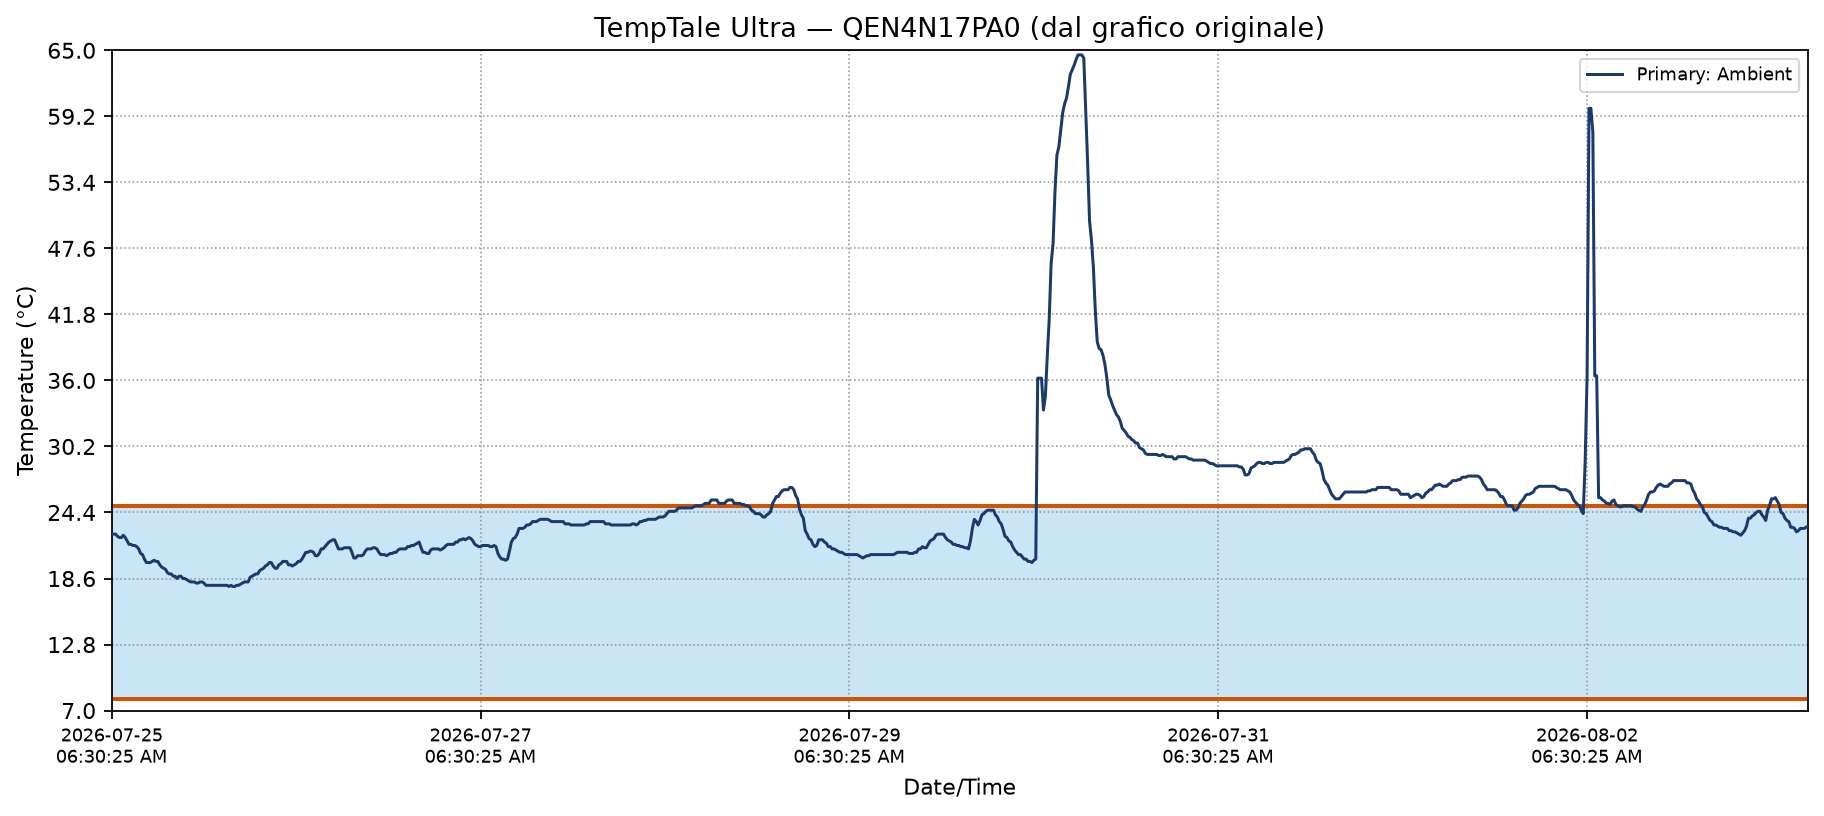 TempTale Ultra — QEN4N17PA0 (dal grafico originale)
Primary: Ambient
Temperature (°C)
65.0
59.2
53.4
47.6
41.8
36.0
30.2
24.4
18.6
12.8
7.0
2026-07-25
06:30:25 AM
2026-07-27
06:30:25 AM
2026-07-29
06:30:25 AM
2026-07-31
06:30:25 AM
2026-08-02
06:30:25 AM
Date/Time